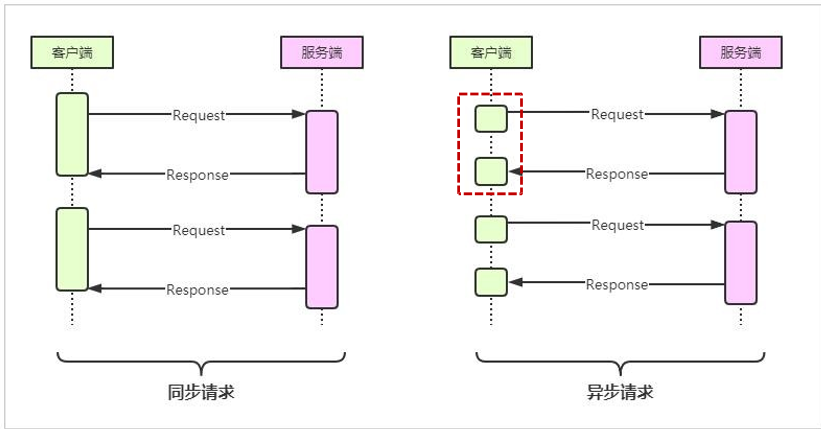 客户端
服务端
Request
Response
Request
Response
同步请求
客户端
服务端
Request
Response
Request
Response
异步请求